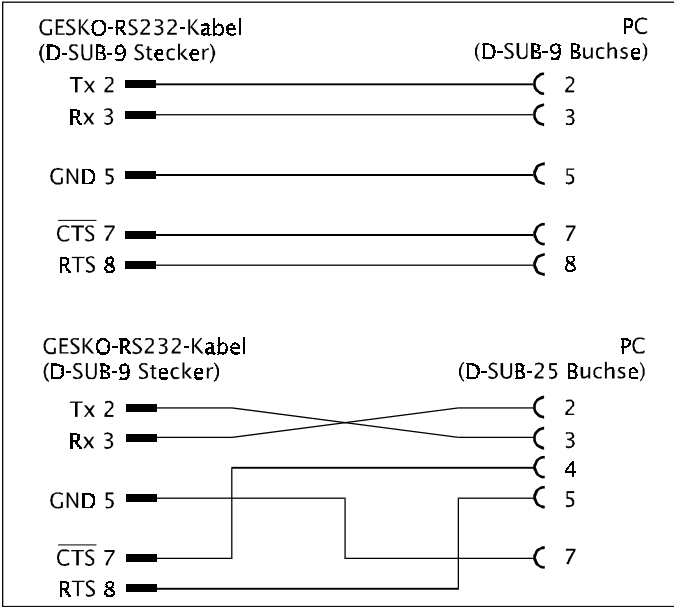 GESKO-RS232-Kabel PC
(D-SUB-9 Stecker) (D-SUB-9 Buchse)
Tx 2 2
Rx 3 3
GND 5 5
CTS 7 7
RTS 8 8
GESKO-RS232-Kabel PC
(D-SUB-9 Stecker) (D-SUB-25 Buchse)
Tx 2 2
Rx 3 3
4
GND 5 5
CTS 7 7
RTS 8